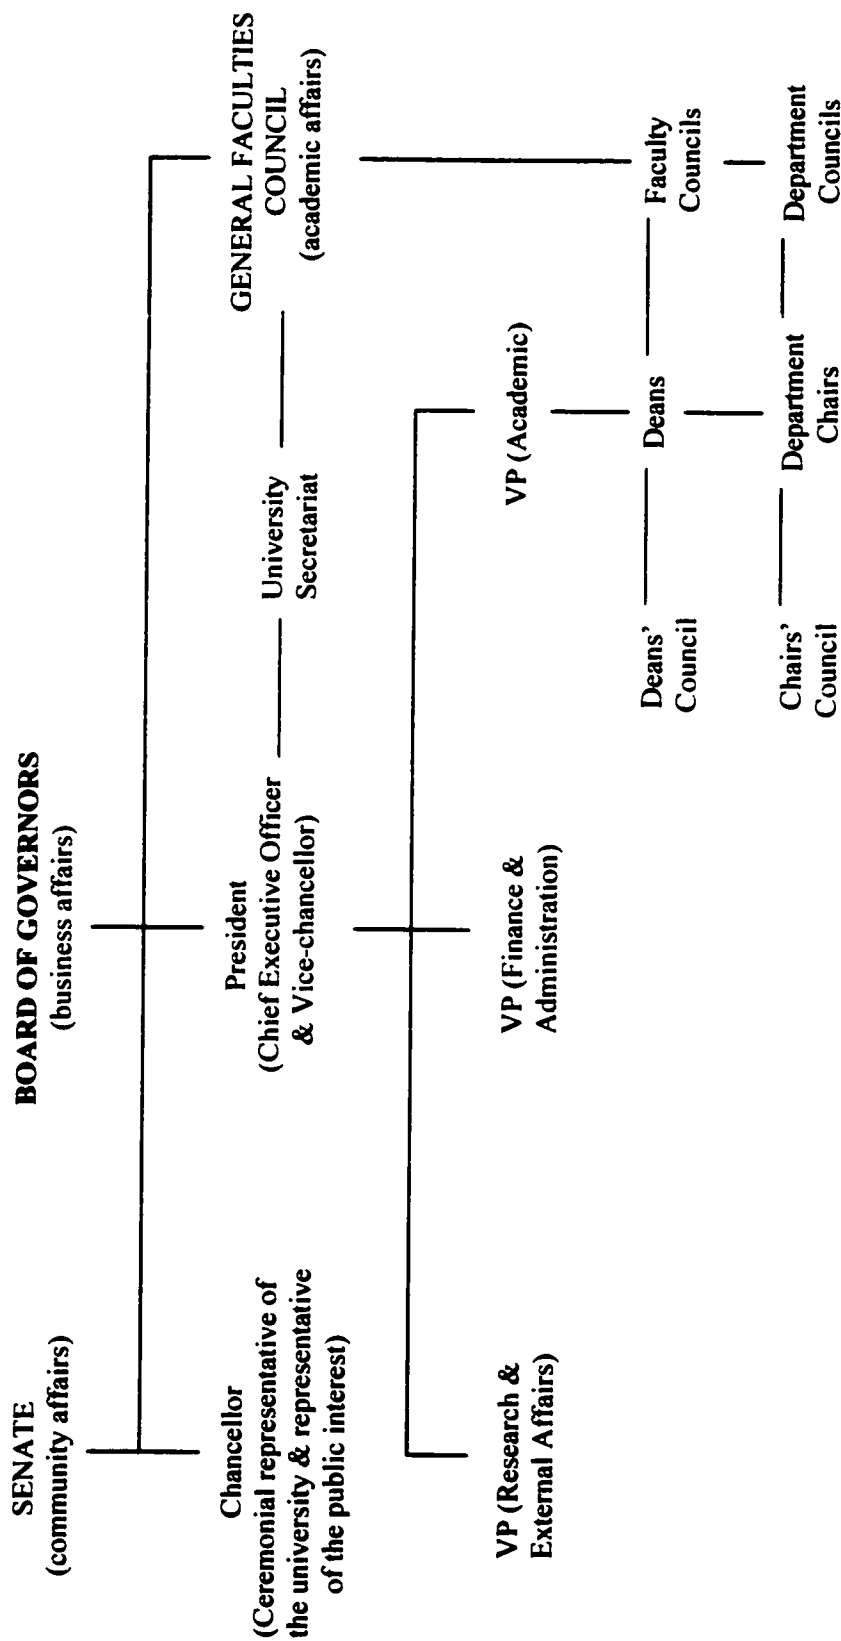 SENATE
(community affairs)
BOARD OF GOVERNORS
(business affairs)
Chancellor
(Ceremonial representative of
the university & representative
of the public interest)
President
(Chief Executive Officer
& Vice-chancellor)
University
Secretariat
GENERAL FACULTIES
COUNCIL
(academic affairs)
VP (Research &
External Affairs)
VP (Finance &
Administration)
VP (Academic)
Deans'
Council
Deans
Faculty
Councils
Chairs'
Council
Department
Chairs
Department
Councils